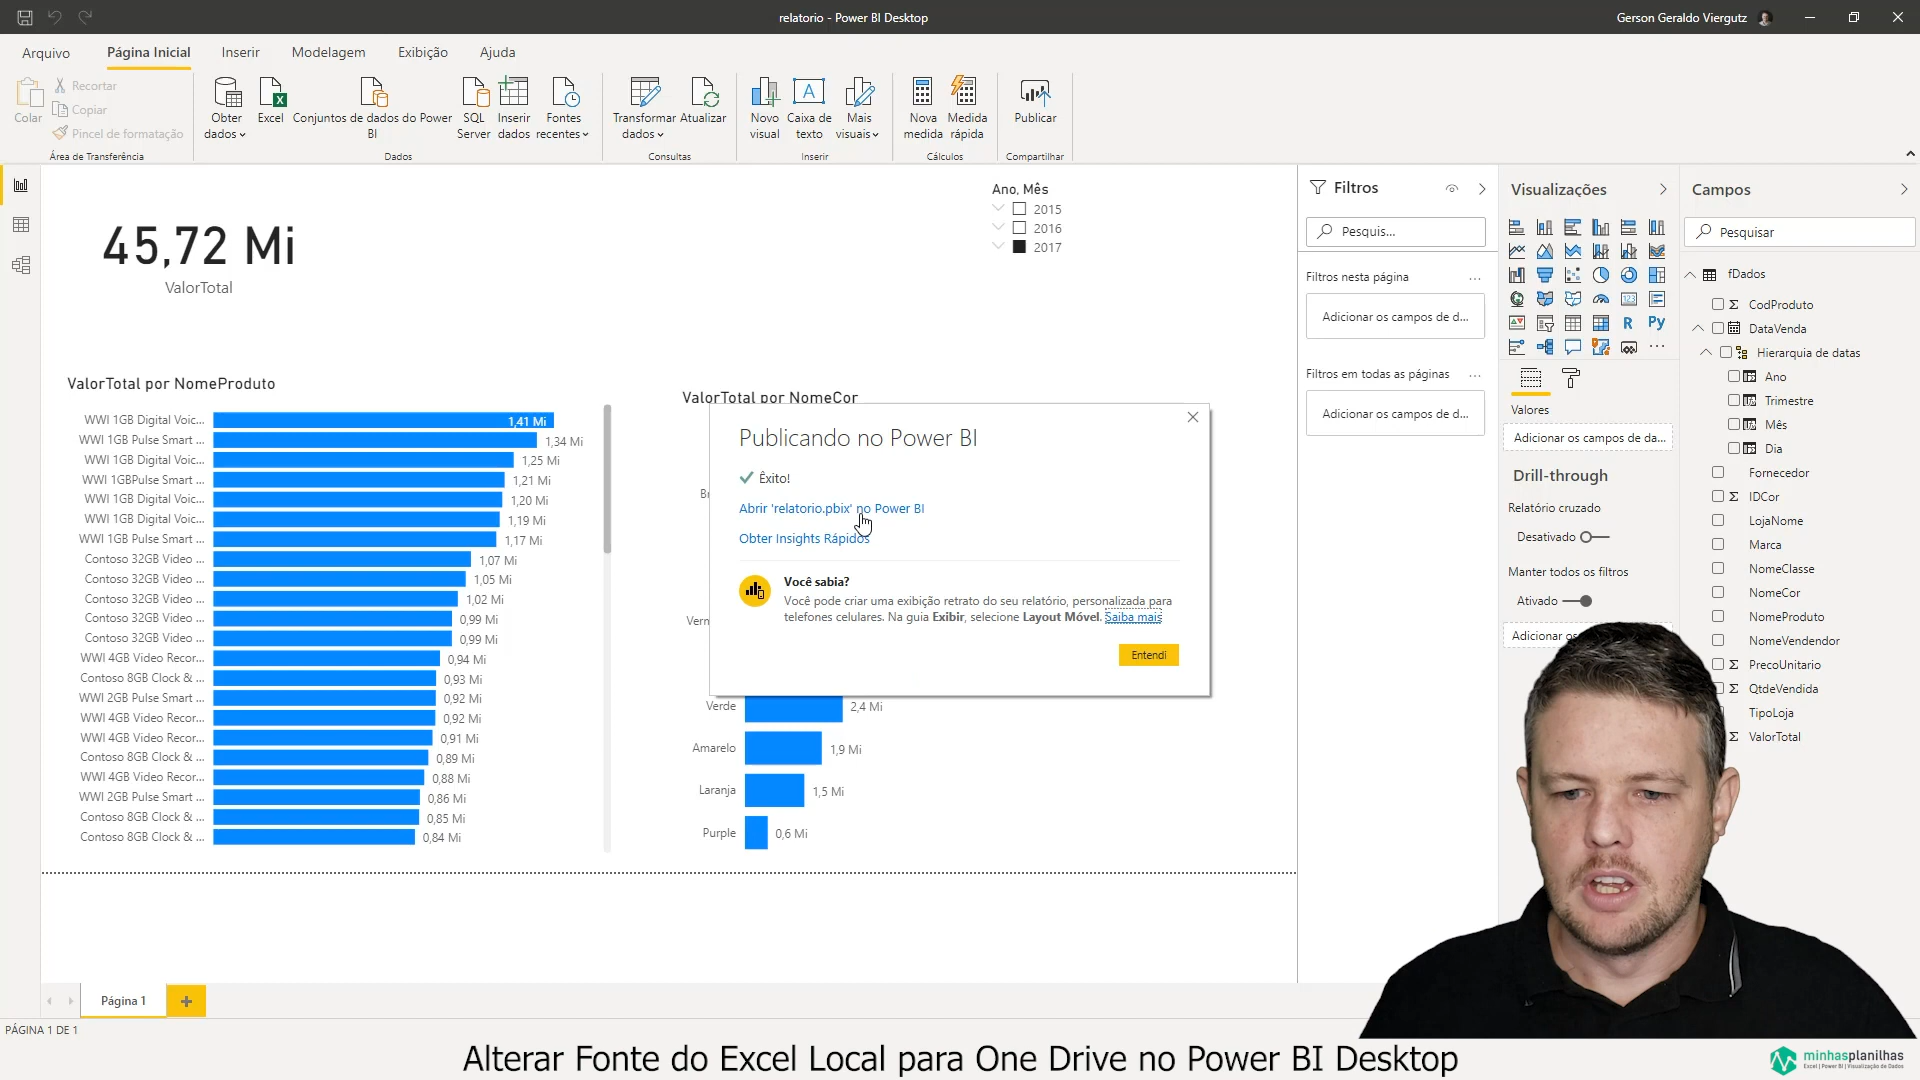 relatorio - Power BI Desktop
Gerson Geraldo Viergutz
Arquivo
Página Inicial
Inserir
Modelagem
Exibição
Ajuda
Colar
Recortar
Copiar
Pincel de formatação
Área de Transferência
Obter dados
Excel
Conjuntos de dados do Power BI
SQL Server
Inserir dados
Fontes recentes
Dados
Transformar dados
Atualizar
Consultas
Novo visual
Caixa de texto
Mais visuais
Inserir
Nova medida
Medida rápida
Cálculos
Publicar
Compartilhar
45,72 Mi
ValorTotal
Ano, Mês
2015
2016
2017
ValorTotal por NomeProduto
WWI 1GB Digital Voic... 1,41 Mi
WWI 1GB Pulse Smart ... 1,34 Mi
WWI 1GB Digital Voic... 1,25 Mi
WWI 1GBPulse Smart ... 1,21 Mi
WWI 1GB Digital Voic... 1,20 Mi
WWI 1GB Digital Voic... 1,19 Mi
WWI 1GB Pulse Smart ... 1,17 Mi
Contoso 32GB Video ... 1,07 Mi
Contoso 32GB Video ... 1,05 Mi
Contoso 32GB Video ... 1,02 Mi
Contoso 32GB Video ... 0,99 Mi
Contoso 32GB Video ... 0,99 Mi
WWI 4GB Video Recor... 0,94 Mi
Contoso 8GB Clock & ... 0,93 Mi
WWI 2GB Pulse Smart ... 0,92 Mi
WWI 4GB Video Recor... 0,92 Mi
WWI 4GB Video Recor... 0,91 Mi
Contoso 8GB Clock & ... 0,89 Mi
WWI 4GB Video Recor... 0,88 Mi
WWI 2GB Pulse Smart ... 0,86 Mi
Contoso 8GB Clock & ... 0,85 Mi
Contoso 8GB Clock & ... 0,84 Mi
ValorTotal por NomeCor
Br
Vern
Verde 2,4 Mi
Amarelo 1,9 Mi
Laranja 1,5 Mi
Purple 0,6 Mi
Publicando no Power BI
Êxito!
Abrir 'relatorio.pbix' no Power BI
Obter Insights Rápidos
Você sabia?
Você pode criar uma exibição retrato do seu relatório, personalizada para
telefones celulares. Na guia Exibir, selecione Layout Móvel. Saiba mais
Entendi
Filtros
Pesquis...
Filtros nesta página ...
Adicionar os campos de d...
Filtros em todas as páginas ...
Adicionar os campos de d...
Visualizações
R
Py
...
Valores
Adicionar os campos de da...
Drill-through
Relatório cruzado
Desativado
Manter todos os filtros
Ativado
Adicionar os
Campos
Pesquisar
fDados
CodProduto
DataVenda
Hierarquia de datas
Ano
Trimestre
Mês
Dia
Fornecedor
IDCor
LojaNome
Marca
NomeClasse
NomeCor
NomeProduto
NomeVendendor
PrecoUnitario
QtdeVendida
TipoLoja
ValorTotal
Página 1
PÁGINA 1 DE 1
Alterar Fonte do Excel Local para One Drive no Power BI Desktop
minhasplanilhas
Excel | Power BI | Visualização de Dados